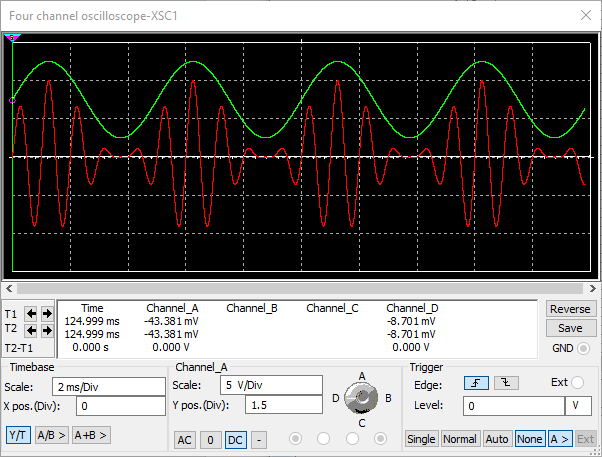 Four channel oscilloscope-XSC1
Time Channel_A Channel_B Channel_C Channel_D
T1 124.999 ms -43.381 mV -8.701 mV
T2 124.999 ms -43.381 mV -8.701 mV
T2-T1 0.000 s 0.000 V 0.000 V
Reverse
Save
GND
Timebase
Scale: 2 ms/Div
X pos.(Div): 0
Y/T A/B > A+B >
Channel_A
Scale: 5 V/Div
Y pos.(Div): 1.5
AC 0 DC -
A
D B
C
Trigger
Edge: Ext
Level: 0 V
Single Normal Auto None A > Ext